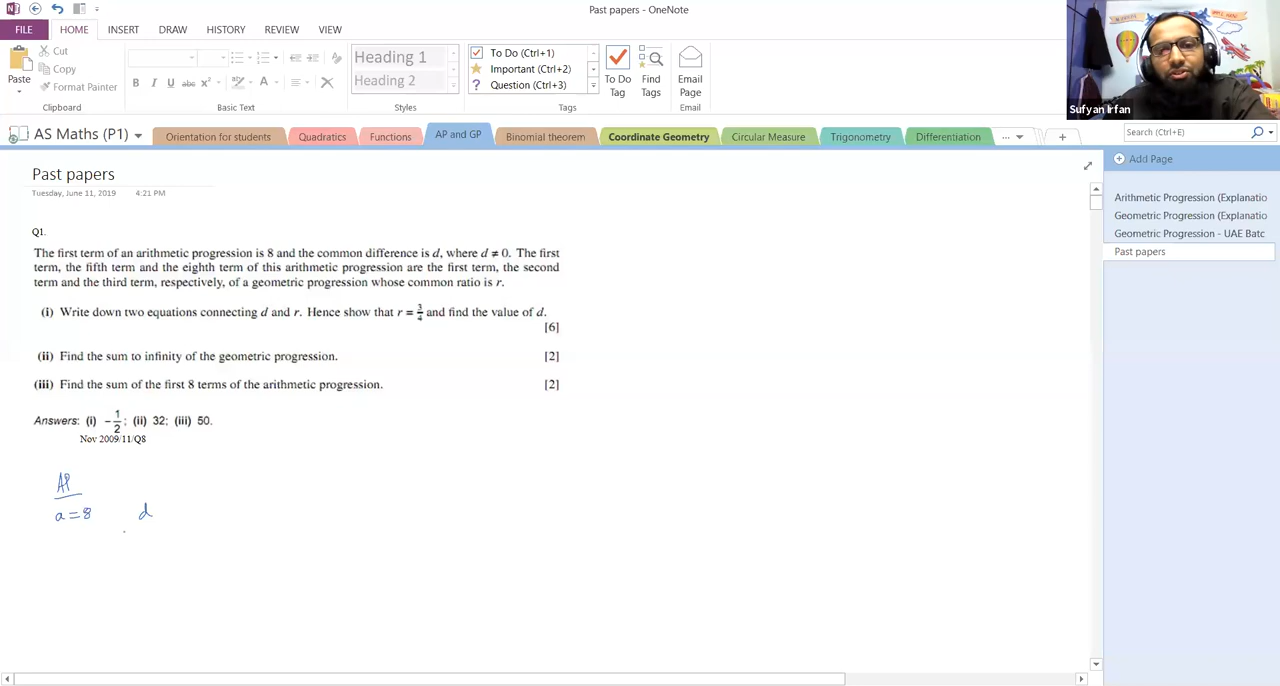 Past papers - OneNote
FILE HOME INSERT DRAW HISTORY REVIEW VIEW
Paste Cut Copy Format Painter
Clipboard
B I U abc x² A
Basic Text
Heading 1
Heading 2
Styles
To Do (Ctrl+1)
Important (Ctrl+2)
? Question (Ctrl+3)
To Do Tag
Find Tags
Tags
Email Page
Email
Sufyan Irfan
AS Maths (P1) Orientation for students Quadratics Functions AP and GP Binomial theorem Coordinate Geometry Circular Measure Trigonometry Differentiation ... +
Search (Ctrl+E)
Add Page
Arithmetic Progression (Explanatio
Geometric Progression (Explanatio
Geometric Progression - UAE Batc
Past papers
Past papers
Tuesday, June 11, 2019 4:21 PM
Q1.
The first term of an arithmetic progression is 8 and the common difference is d, where d ≠ 0. The first
term, the fifth term and the eighth term of this arithmetic progression are the first term, the second
term and the third term, respectively, of a geometric progression whose common ratio is r.
(i) Write down two equations connecting d and r. Hence show that r = 3/4 and find the value of d.
[6]
(ii) Find the sum to infinity of the geometric progression. [2]
(iii) Find the sum of the first 8 terms of the arithmetic progression. [2]
Answers: (i) -1/2; (ii) 32; (iii) 50.
Nov 2009/11/Q8
AP
a = 8 d